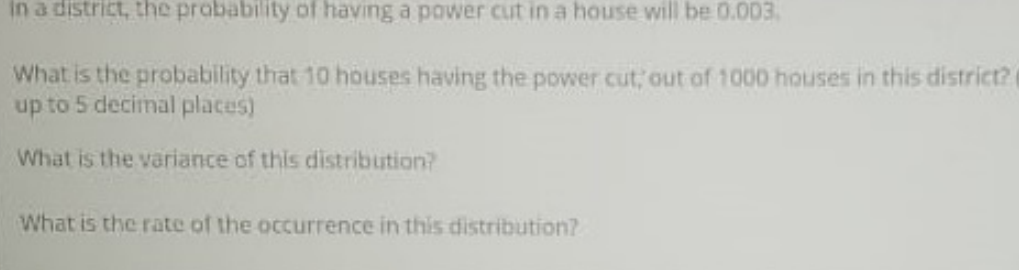 In a district, the probability of having a power cut in a house will be 0.003.
What is the probability that 10 houses having the power cut, out of 1000 houses in this district? (
up to 5 decimal places)
What is the variance of this distribution?
What is the rate of the occurrence in this distribution?